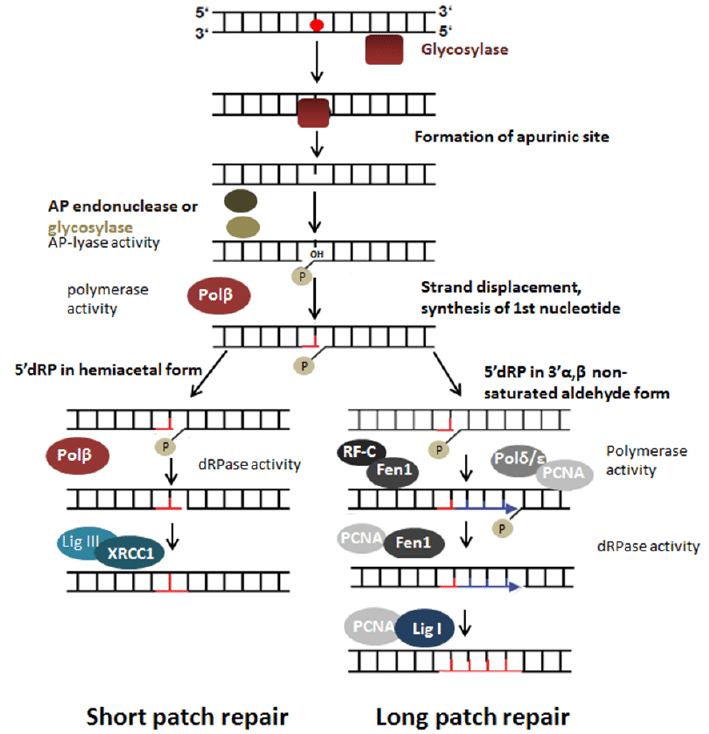 5‘ 3‘
3‘ 5‘
Glycosylase
Formation of apurinic site
AP endonuclease or
glycosylase
AP-lyase activity
OH
P
polymerase
activity
Polβ
Strand displacement,
synthesis of 1st nucleotide
P
5‘dRP in hemiacetal form
5‘dRP in 3‘α,β non-
saturated aldehyde form
P
Polβ
dRPase activity
Lig III
XRCC1
P
RF-C
Fen1
Polδ/ε
PCNA
Polymerase
activity
P
PCNA
Fen1
dRPase activity
PCNA
Lig I
Short patch repair
Long patch repair